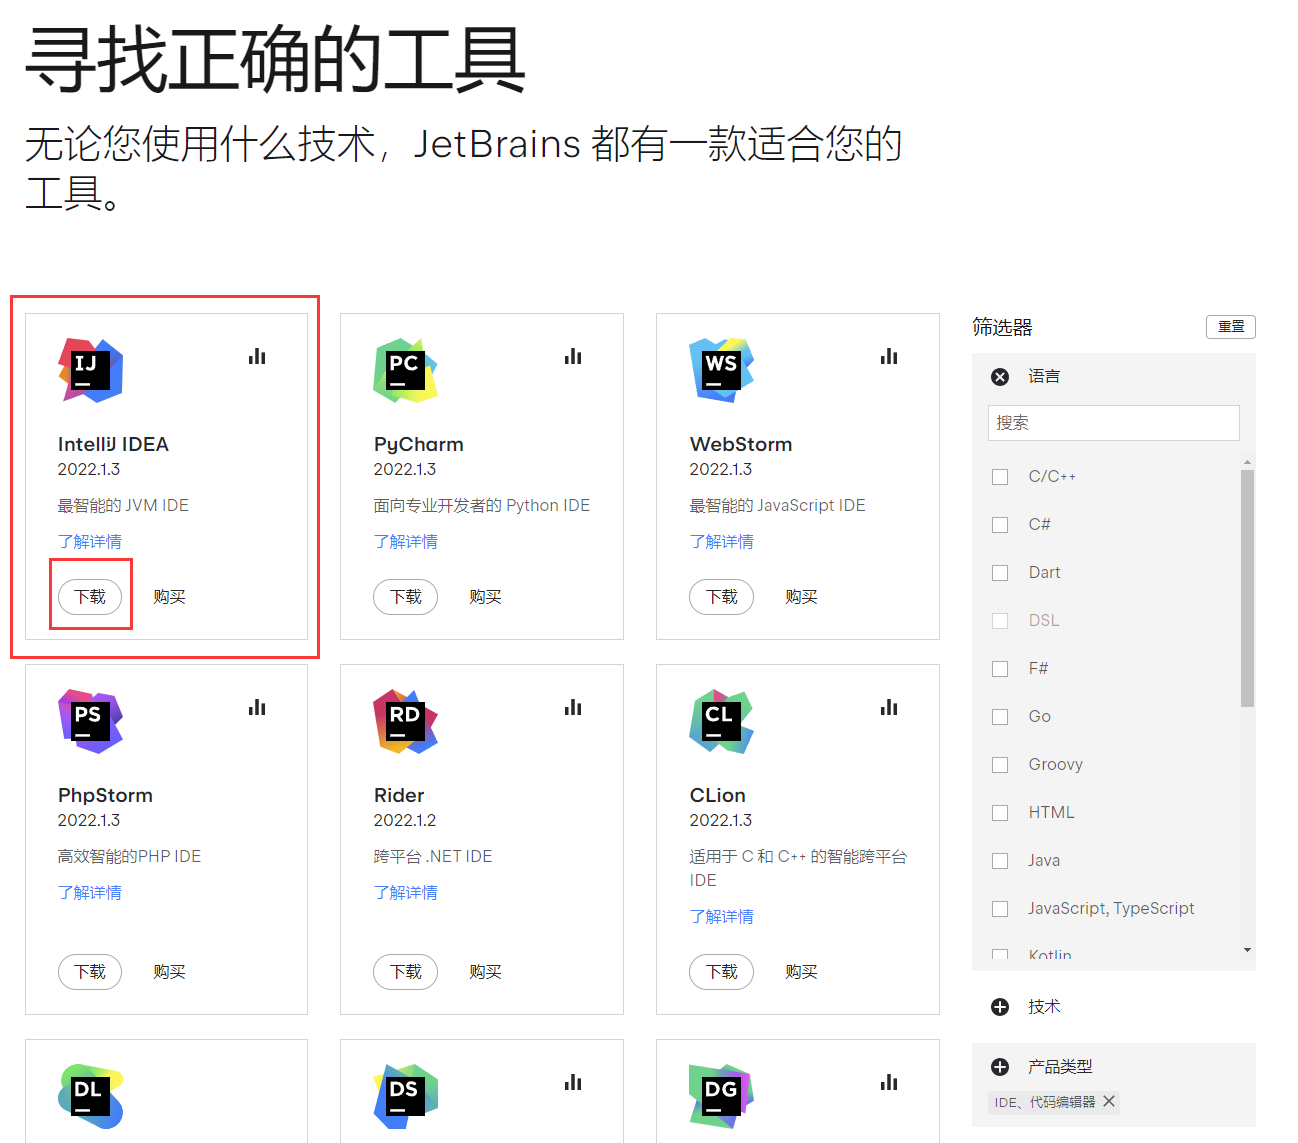 寻找正确的工具
无论您使用什么技术，JetBrains 都有一款适合您的
工具。
IJ
IntelliJ IDEA
2022.1.3
最智能的 JVM IDE
了解详情
下载 购买
PC
PyCharm
2022.1.3
面向专业开发者的 Python IDE
了解详情
下载 购买
WS
WebStorm
2022.1.3
最智能的 JavaScript IDE
了解详情
下载 购买
PS
PhpStorm
2022.1.3
高效智能的PHP IDE
了解详情
下载 购买
RD
Rider
2022.1.2
跨平台 .NET IDE
了解详情
下载 购买
CL
CLion
2022.1.3
适用于 C 和 C++ 的智能跨平台
IDE
了解详情
下载 购买
DL
DS
DG
筛选器 重置
语言
搜索
C/C++
C#
Dart
DSL
F#
Go
Groovy
HTML
Java
JavaScript, TypeScript
Kotlin
技术
产品类型
IDE、代码编辑器